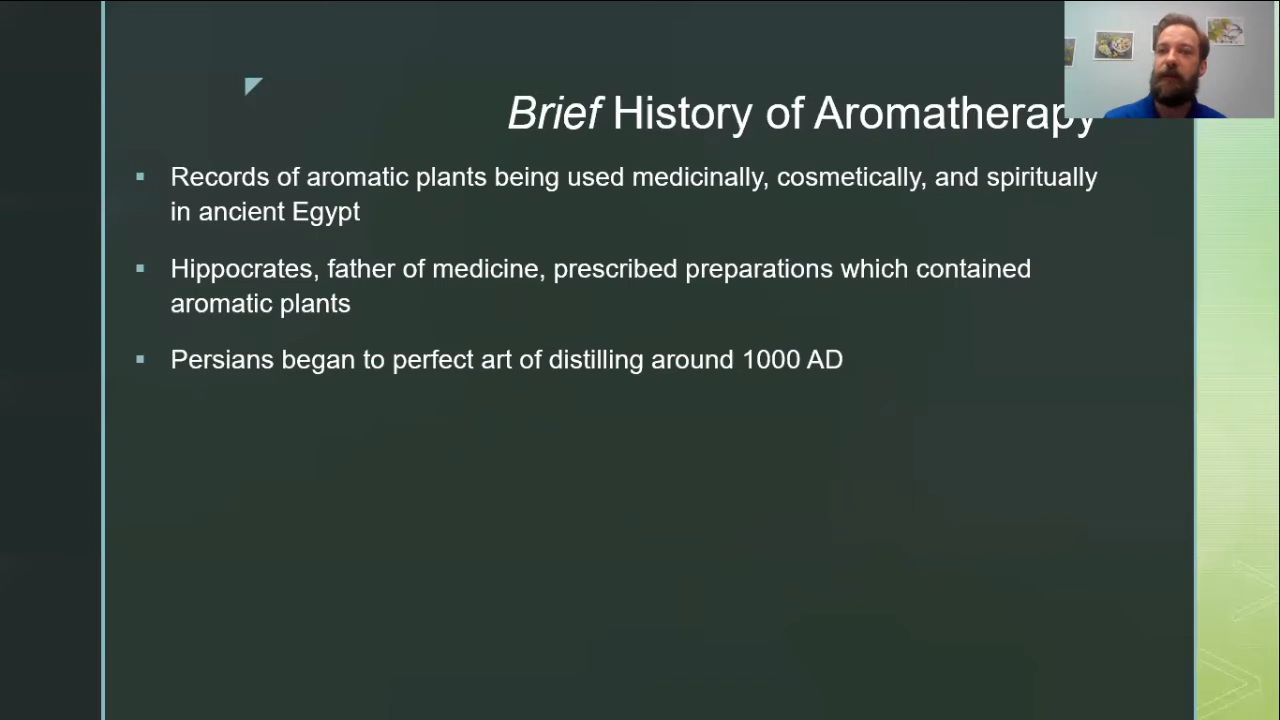 Brief History of Aromatherapy
▪ Records of aromatic plants being used medicinally, cosmetically, and spiritually
in ancient Egypt
▪ Hippocrates, father of medicine, prescribed preparations which contained
aromatic plants
▪ Persians began to perfect art of distilling around 1000 AD